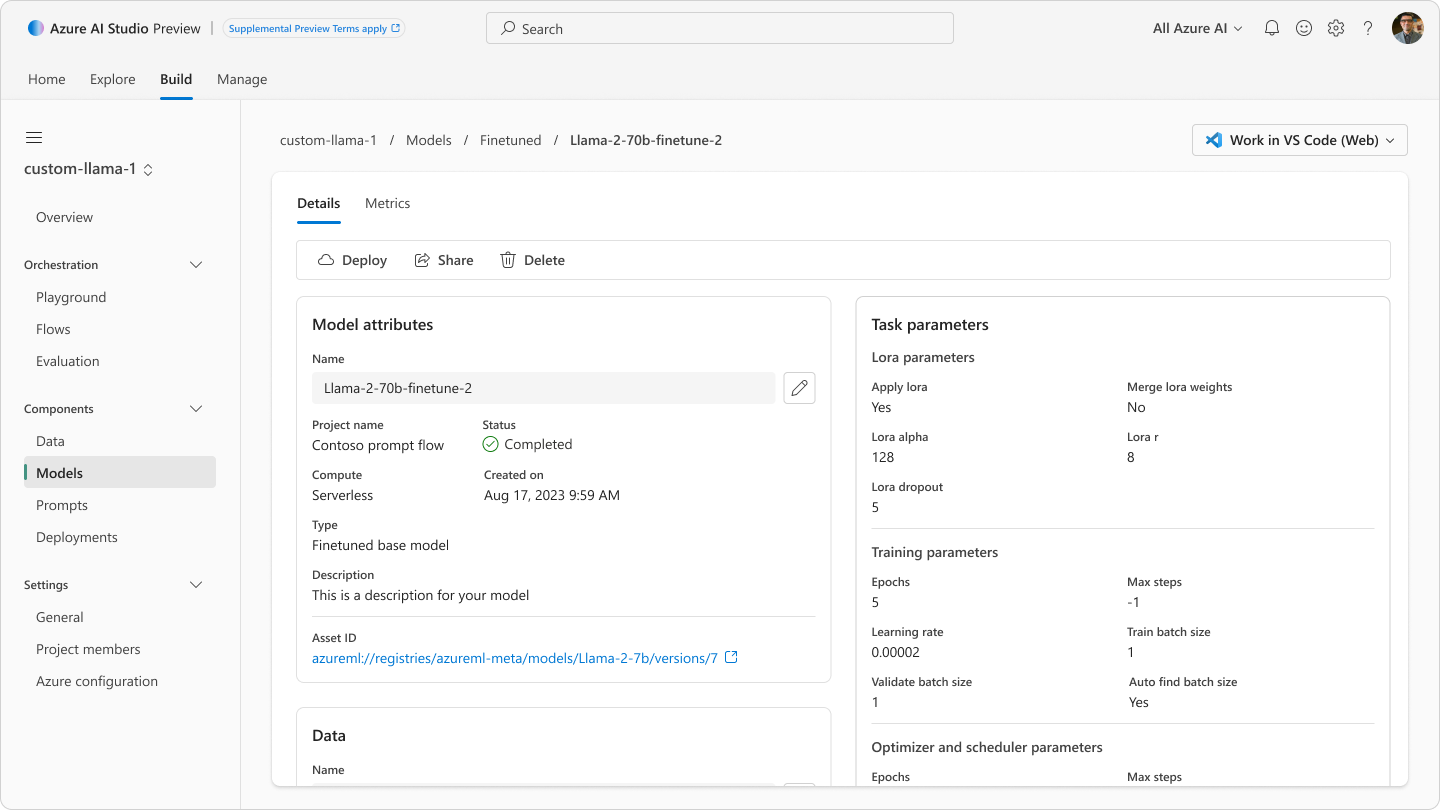 Azure AI Studio Preview | Supplemental Preview Terms apply
Search
All Azure AI
Home Explore Build Manage
custom-llama-1
Overview
Orchestration
Playground
Flows
Evaluation
Components
Data
Models
Prompts
Deployments
Settings
General
Project members
Azure configuration
custom-llama-1 / Models / Finetuned / Llama-2-70b-finetune-2
Work in VS Code (Web)
Details Metrics
Deploy Share Delete
Model attributes
Name
Llama-2-70b-finetune-2
Project name Status
Contoso prompt flow Completed
Compute Created on
Serverless Aug 17, 2023 9:59 AM
Type
Finetuned base model
Description
This is a description for your model
Asset ID
azureml://registries/azureml-meta/models/Llama-2-7b/versions/7
Data
Name
Task parameters
Lora parameters
Apply lora Merge lora weights
Yes No
Lora alpha Lora r
128 8
Lora dropout
5
Training parameters
Epochs Max steps
5 -1
Learning rate Train batch size
0.00002 1
Validate batch size Auto find batch size
1 Yes
Optimizer and scheduler parameters
Epochs Max steps